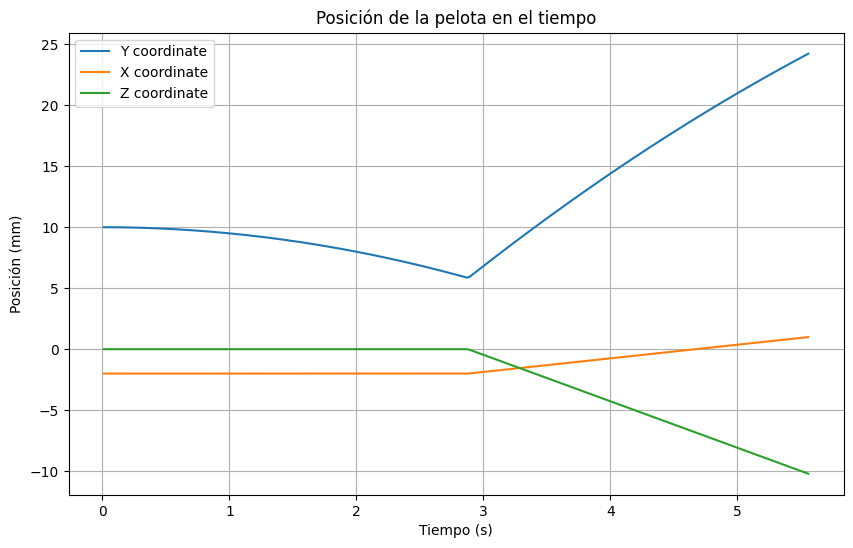 Posición de la pelota en el tiempo
Y coordinate
X coordinate
Z coordinate
Posición (mm)
25
20
15
10
5
0
−5
−10
0 1 2 3 4 5
Tiempo (s)